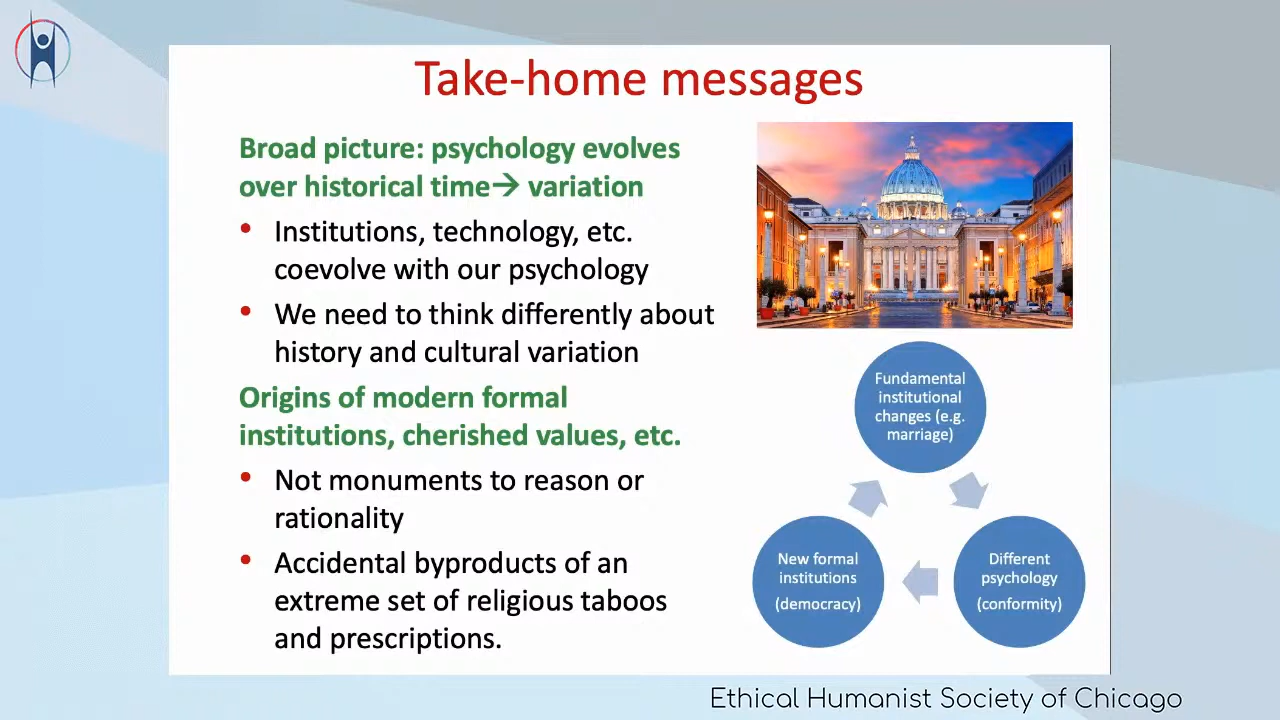 Take-home messages
Broad picture: psychology evolves
over historical time→ variation
• Institutions, technology, etc.
coevolve with our psychology
• We need to think differently about
history and cultural variation
Origins of modern formal
institutions, cherished values, etc.
• Not monuments to reason or
rationality
• Accidental byproducts of an
extreme set of religious taboos
and prescriptions.
Fundamental
institutional
changes (e.g.
marriage)
Different
psychology
(conformity)
New formal
institutions
(democracy)
Ethical Humanist Society of Chicago